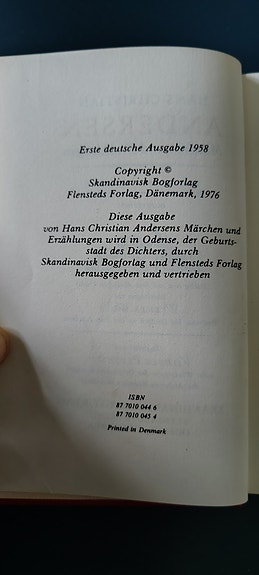 Erste deutsche Ausgabe 1958
Copyright ©
Skandinavisk Bogforlag
Flensteds Forlag, Dänemark, 1976
Diese Ausgabe
von Hans Christian Andersens Märchen und
Erzählungen wird in Odense, der Geburts-
stadt des Dichters, durch
Skandinavisk Bogforlag und Flensteds Forlag
herausgegeben und vertrieben
ISBN
87 7010 044 6
87 7010 045 4
Printed in Denmark